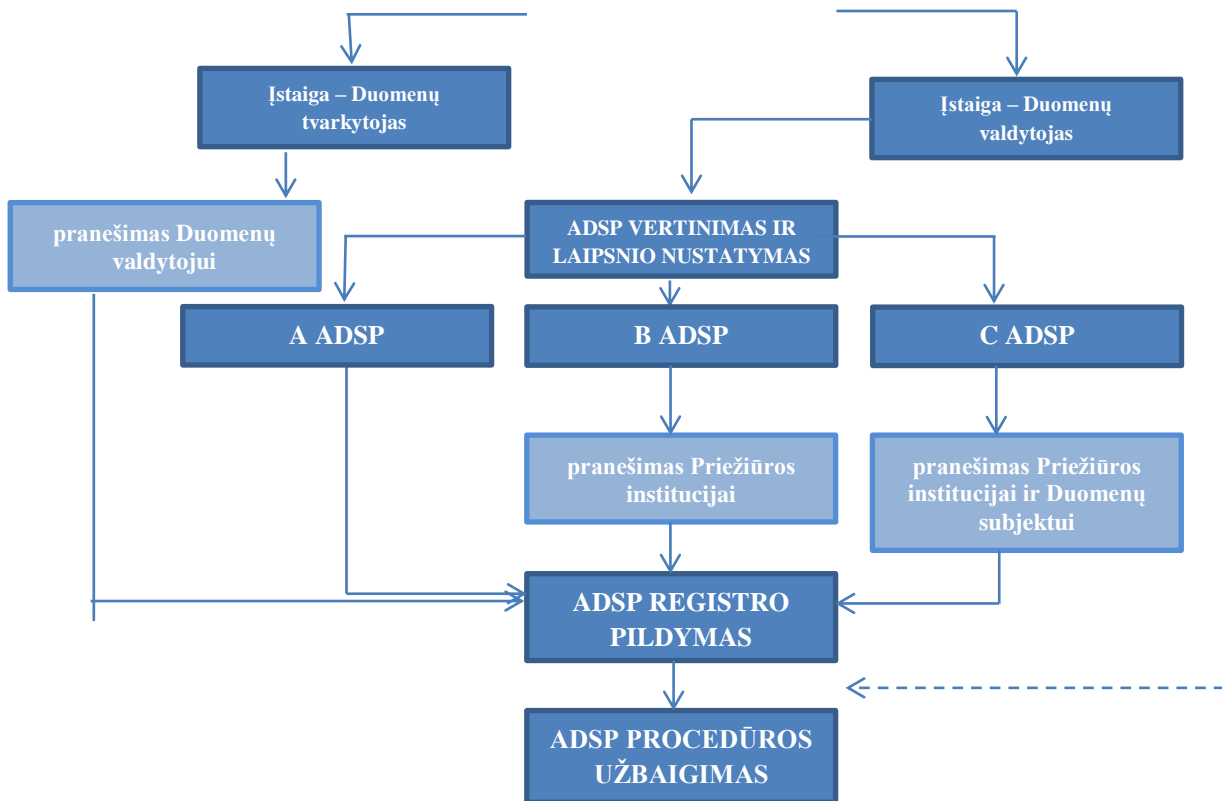 Įstaiga – Duomenų
tvarkytojas
Įstaiga – Duomenų
valdytojas
pranešimas Duomenų
valdytojui
ADSP VERTINIMAS IR
LAIPSNIO NUSTATYMAS
A ADSP
B ADSP
C ADSP
pranešimas Priežiūros
institucijai
pranešimas Priežiūros
institucijai ir Duomenų
subjektui
ADSP REGISTRO
PILDYMAS
ADSP PROCEDŪROS
UŽBAIGIMAS